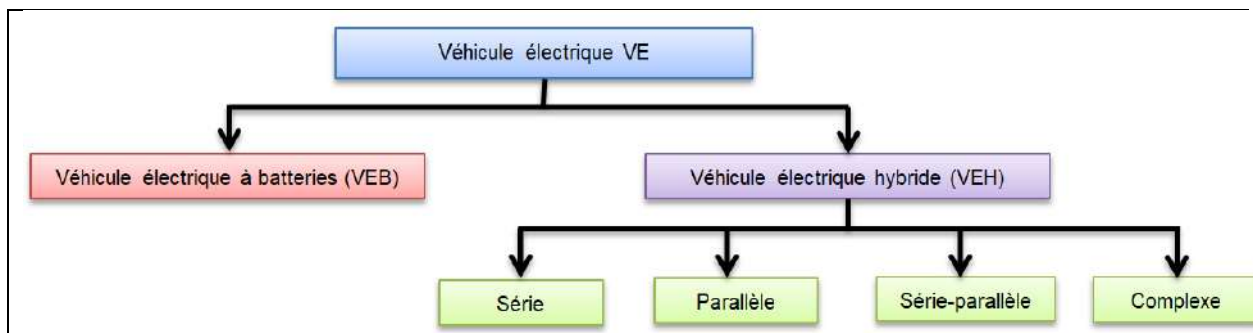 Véhicule électrique VE
Véhicule électrique à batteries (VEB)
Véhicule électrique hybride (VEH)
Série
Parallèle
Série-parallèle
Complexe